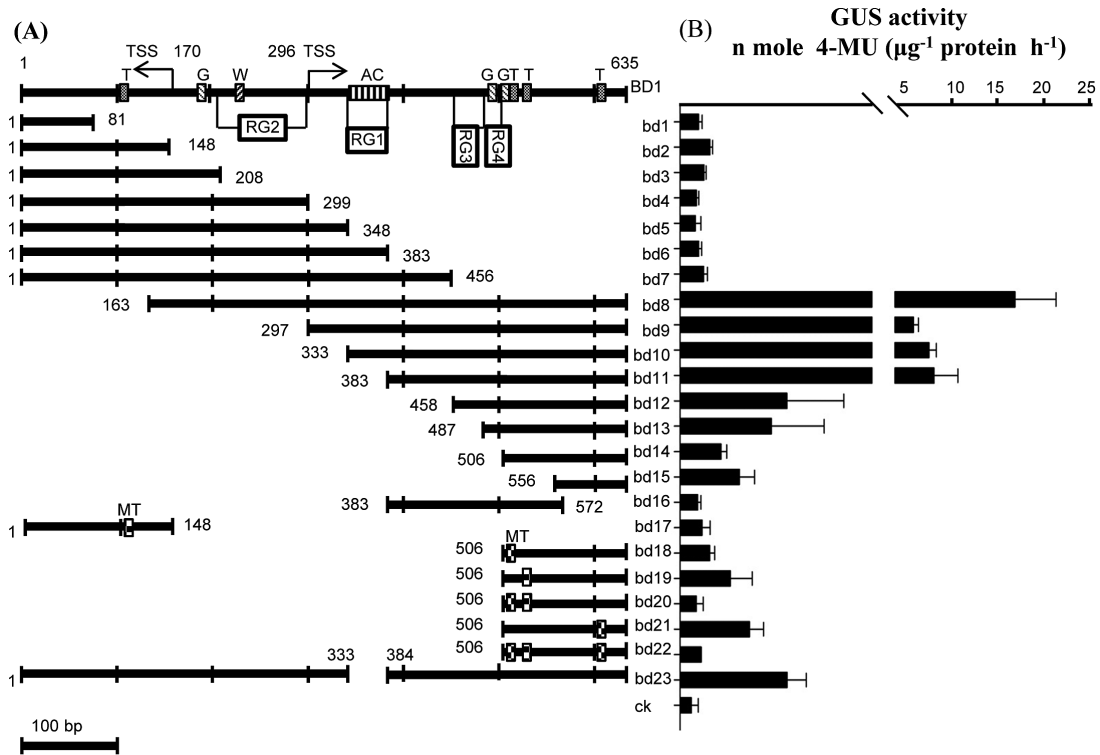 (A)
(B)
GUS activity
n mole 4-MU (µg⁻¹ protein h⁻¹)
1 TSS 170 296 TSS 635
T G W AC G G T T T
BD1
RG2 RG1 RG3 RG4
5 10 15 20 25
1 81 bd1
1 148 bd2
1 208 bd3
1 299 bd4
1 348 bd5
1 383 bd6
1 456 bd7
163 bd8
297 bd9
333 bd10
383 bd11
458 bd12
487 bd13
506 bd14
556 bd15
383 572 bd16
MT
1 148 bd17
MT
506 bd18
506 bd19
506 bd20
506 bd21
506 bd22
1 333 384 bd23
ck
100 bp